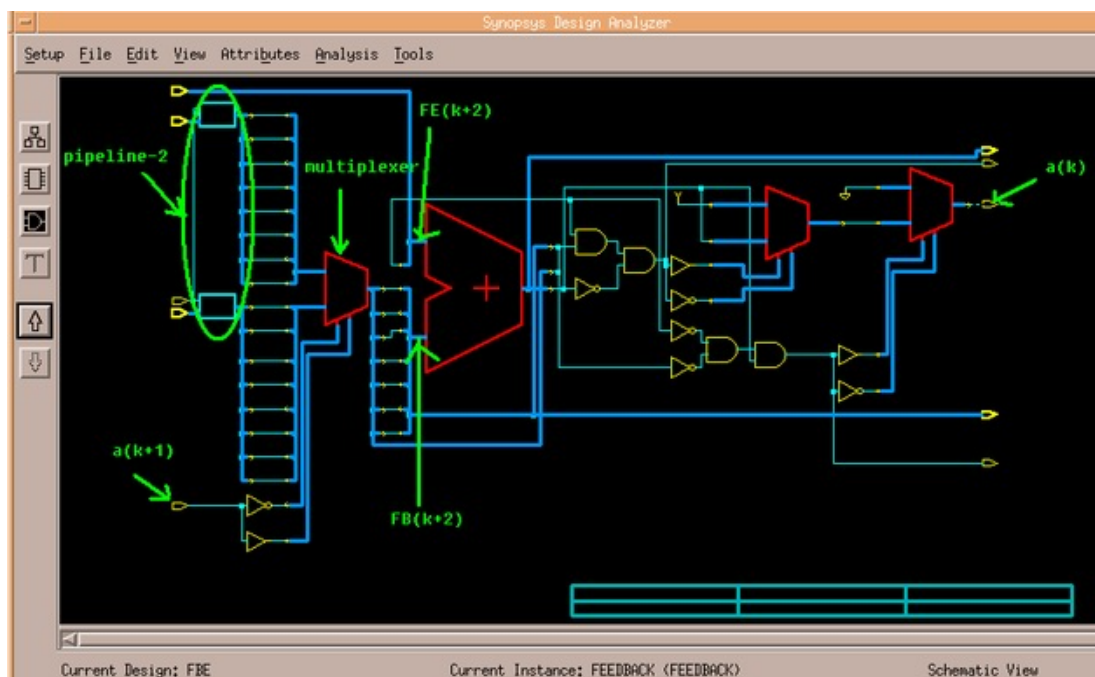 Synopsys Design Analyzer
Setup File Edit View Attributes Analysis Tools
FE(k+2)
pipeline-2
multiplexer
a(k)
a(k+1)
FB(k+2)
Current Design: FBE
Current Instance: FEEDBACK (FEEDBACK)
Schematic View